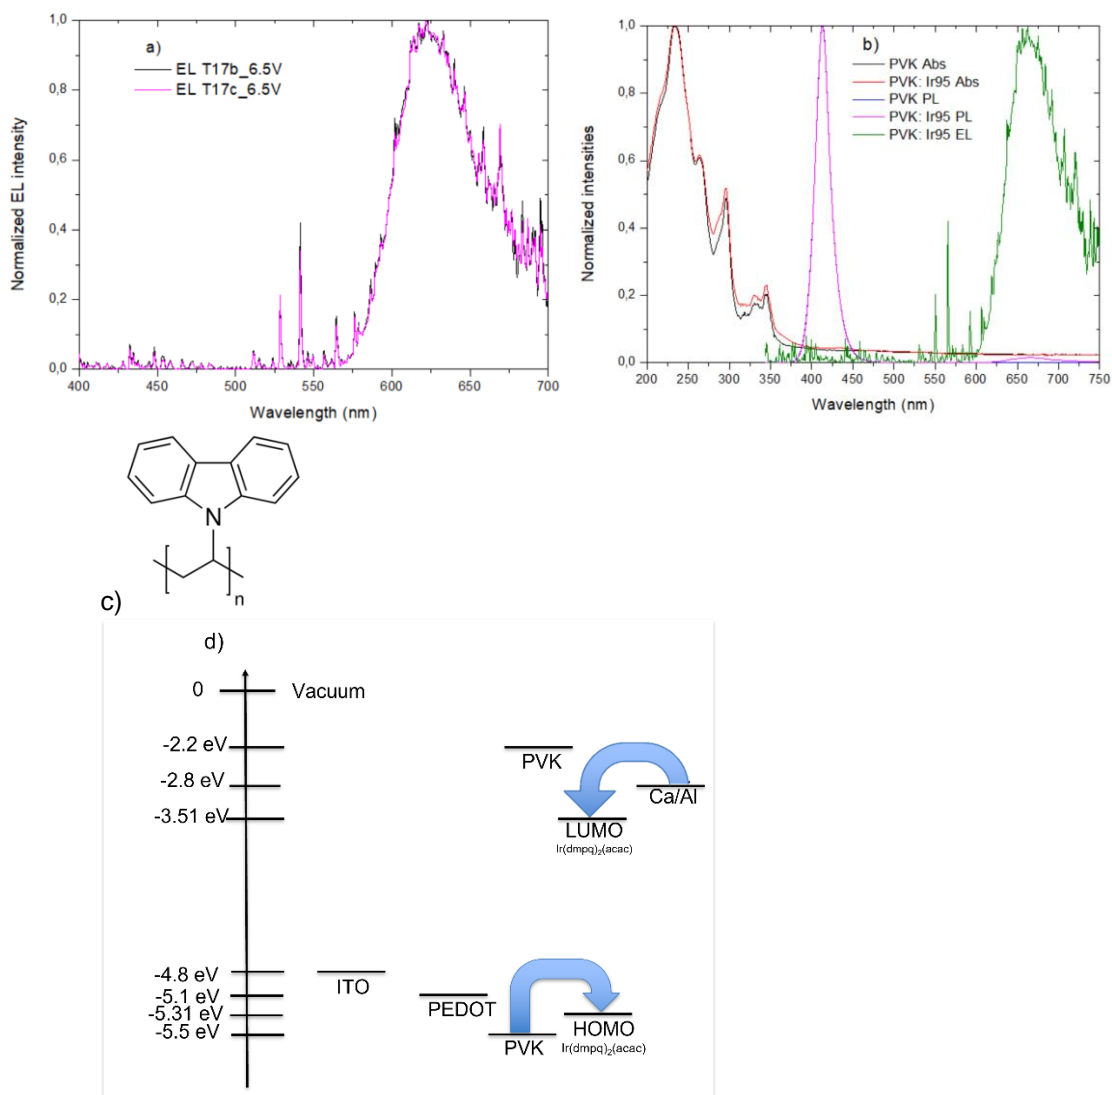 a)
EL T17b_6.5V
EL T17c_6.5V
Normalized EL intensity
1,0
0,8
0,6
0,4
0,2
0,0
400 450 500 550 600 650 700
Wavelength (nm)
b)
PVK Abs
PVK: Ir95 Abs
PVK PL
PVK: Ir95 PL
PVK: Ir95 EL
Normalized intensities
1,0
0,8
0,6
0,4
0,2
0,0
200 250 300 350 400 450 500 550 600 650 700 750
Wavelength (nm)
N
n
c)
d)
0 Vacuum
-2.2 eV
PVK
-2.8 eV
Ca/Al
-3.51 eV
LUMO
Ir(dmpq)₂(acac)
-4.8 eV
ITO
-5.1 eV
PEDOT
-5.31 eV
HOMO
Ir(dmpq)₂(acac)
-5.5 eV
PVK